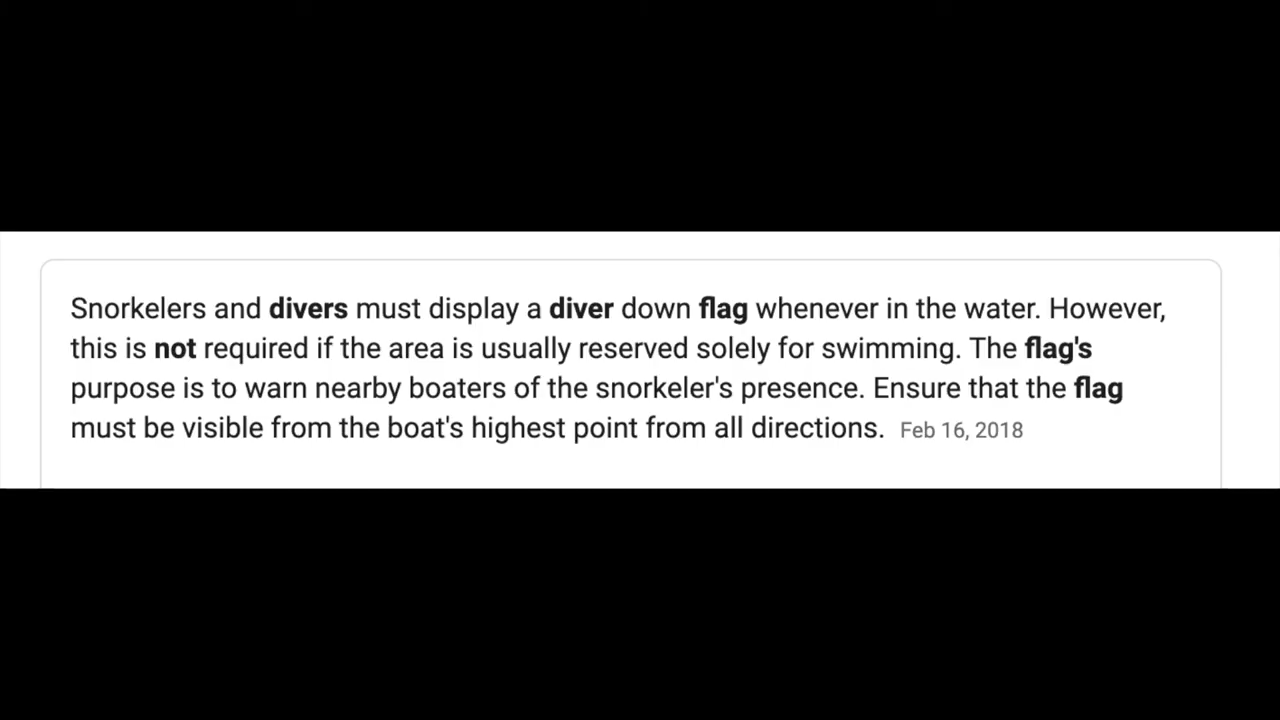 Snorkelers and divers must display a diver down flag whenever in the water. However,
this is not required if the area is usually reserved solely for swimming. The flag's
purpose is to warn nearby boaters of the snorkeler's presence. Ensure that the flag
must be visible from the boat's highest point from all directions. Feb 16, 2018